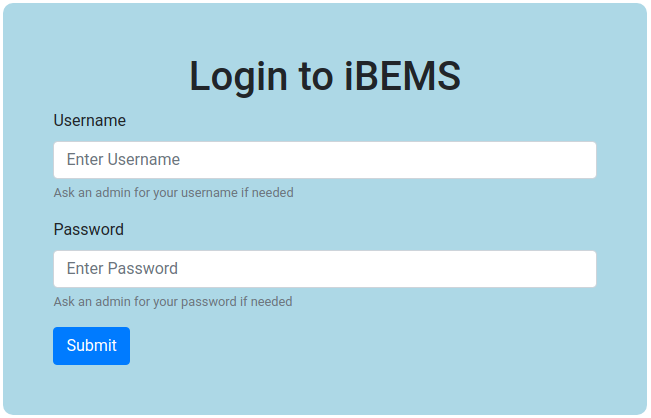 Login to iBEMS
Username
Enter Username
Ask an admin for your username if needed
Password
Enter Password
Ask an admin for your password if needed
Submit